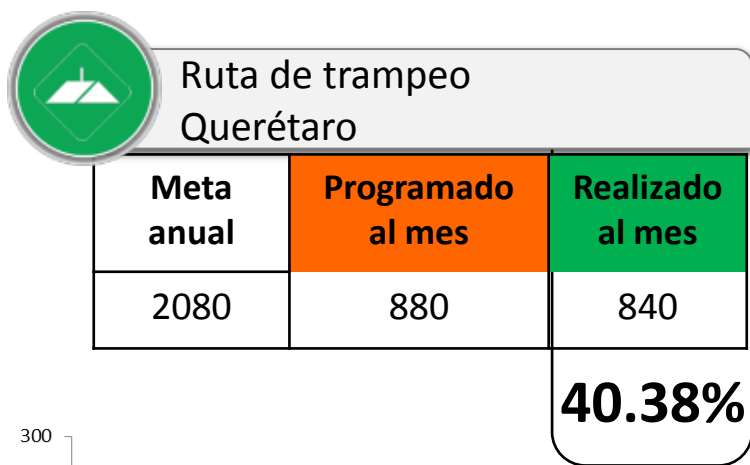 Ruta de trampeo
Querétaro
Meta anual
Programado al mes
Realizado al mes
2080
880
840
40.38%
300